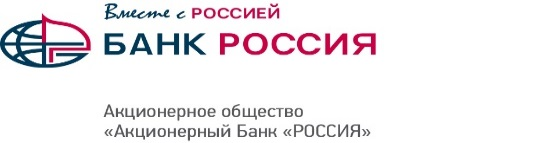 Вместе с РОССИЕЙ
БАНК РОССИЯ
Акционерное общество
«Акционерный Банк «РОССИЯ»